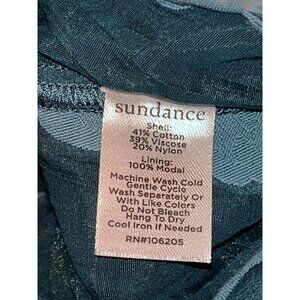 sundance
Shell:
41% Cotton
39% Viscose
20% Nylon
Lining:
100% Modal
Machine Wash Cold
Gentle Cycle
Wash Separately Or
With Like Colors
Do Not Bleach
Hang To Dry
Cool Iron If Needed
RN#106205